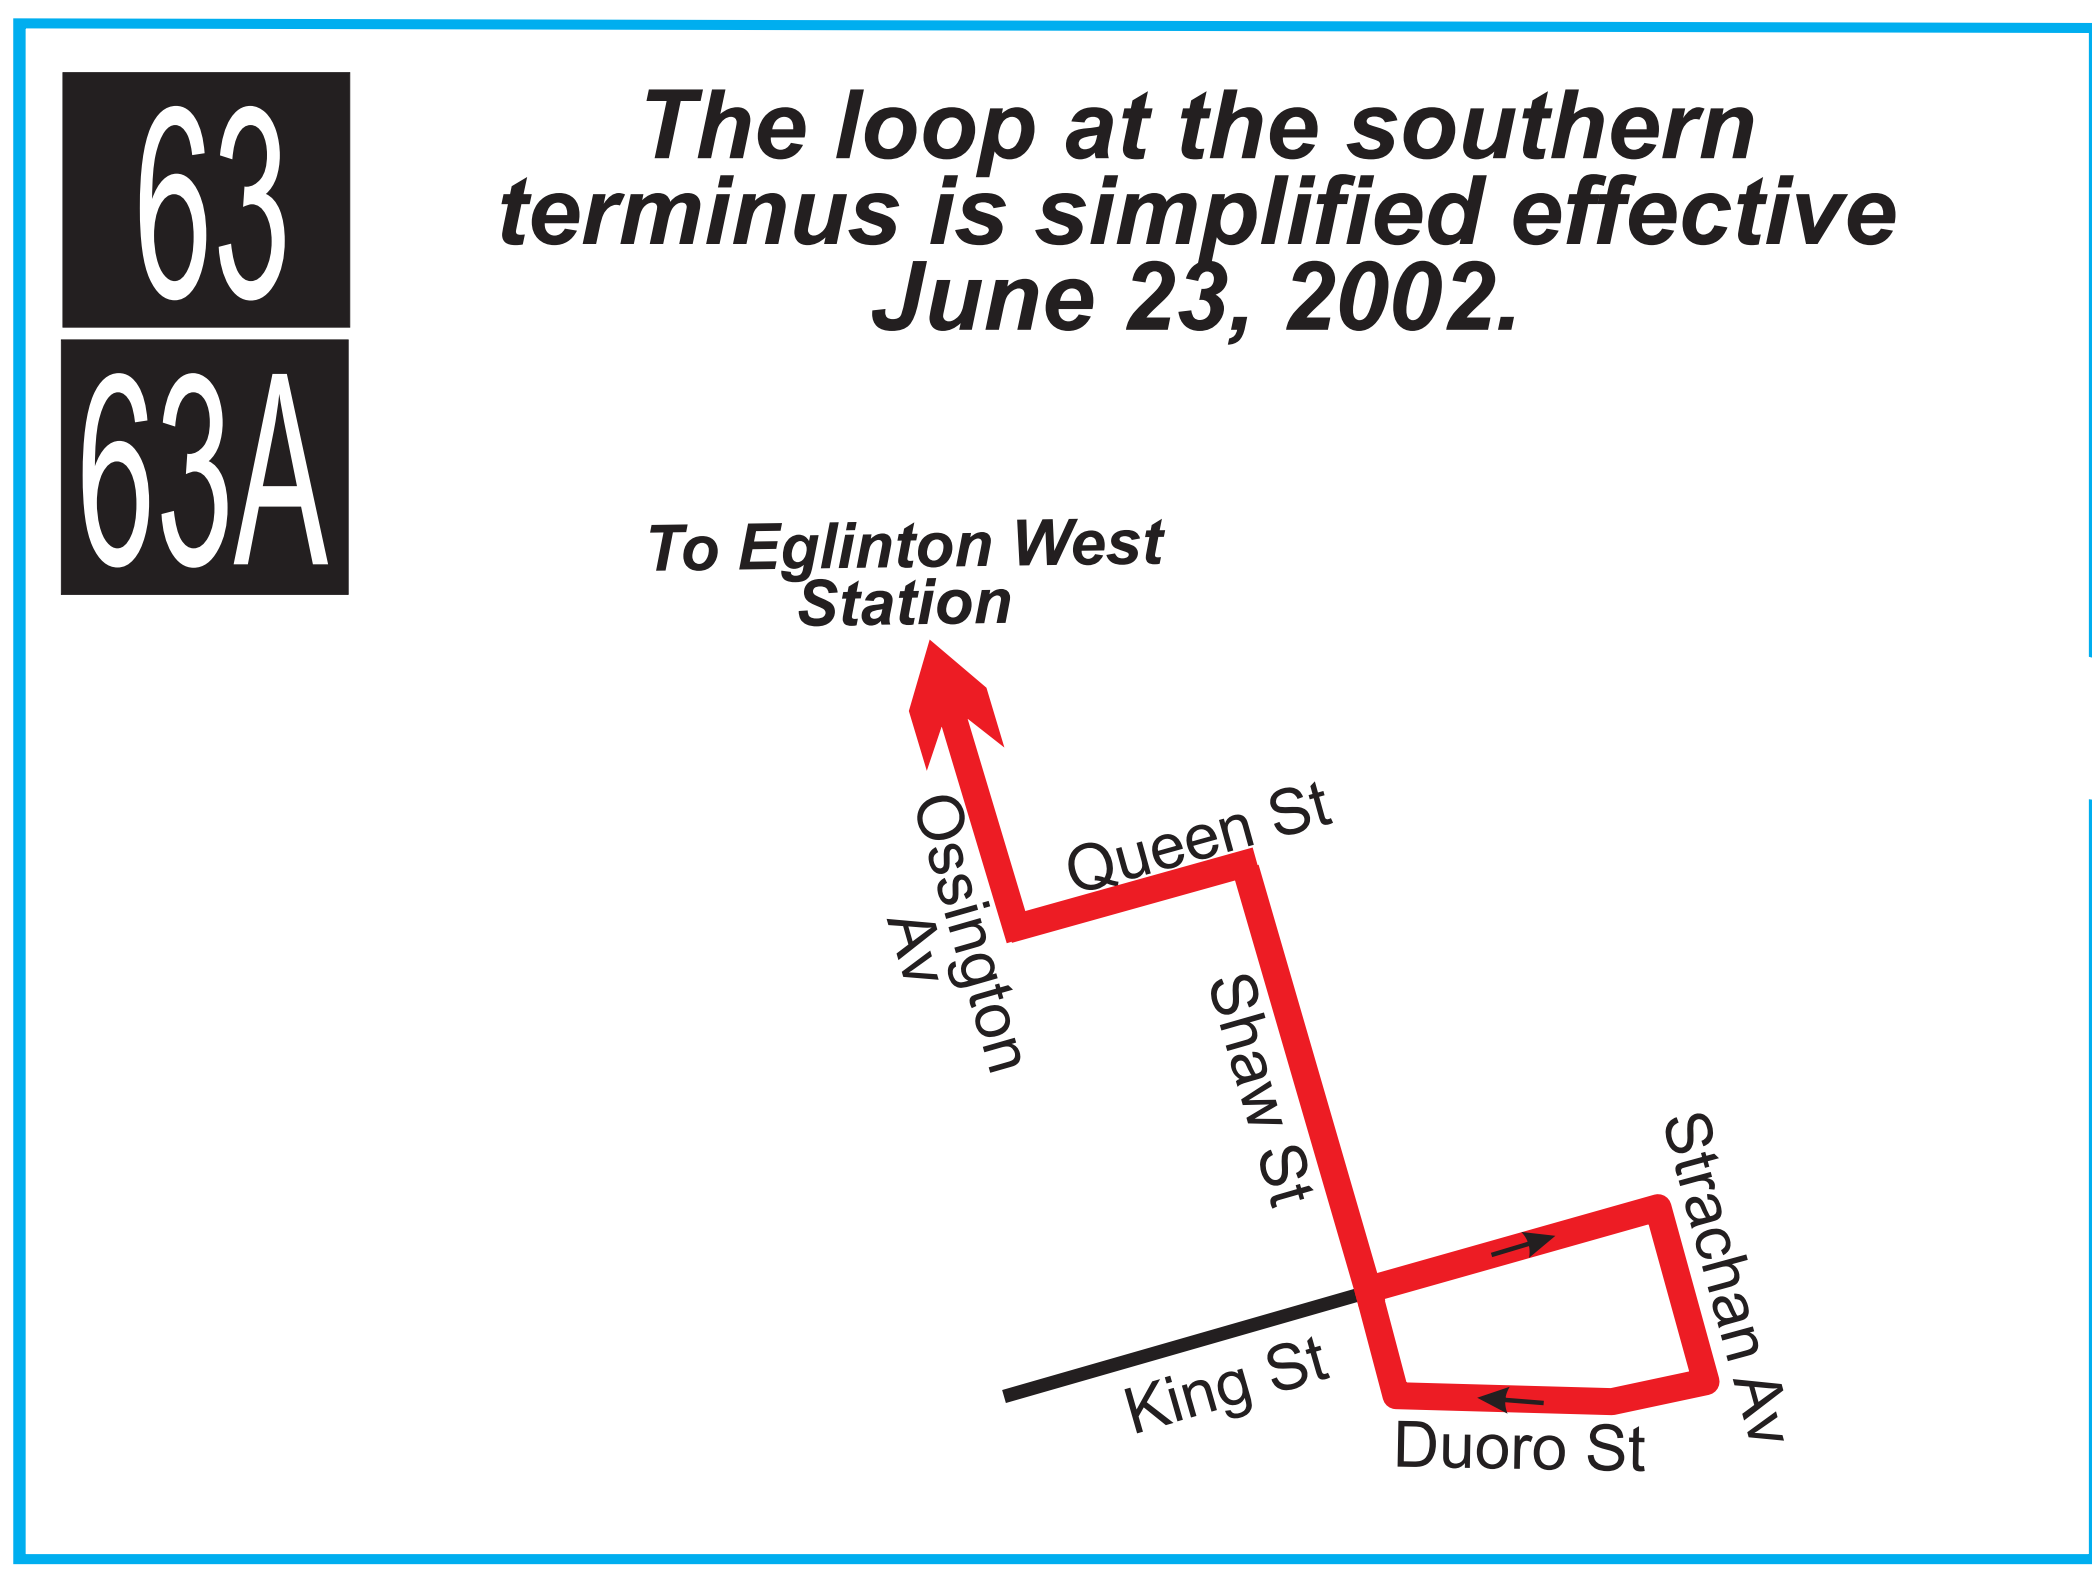 63
63A
The loop at the southern
terminus is simplified effective
June 23, 2002.
To Eglinton West
Station
Ossington
Av
Queen St
Shaw St
Strachan Av
King St
Duoro St